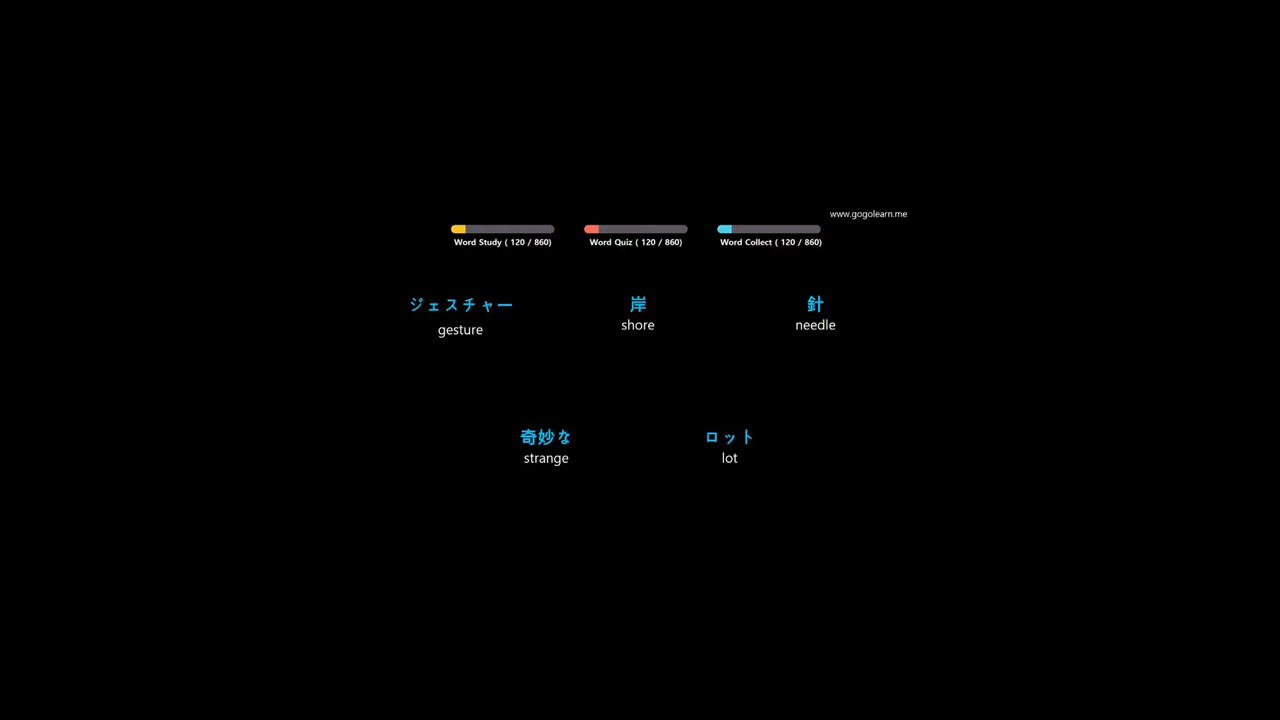 www.gogolearn.me
Word Study ( 120 / 860)
Word Quiz ( 120 / 860)
Word Collect ( 120 / 860)
ジェスチャー
gesture
岸
shore
針
needle
奇妙な
strange
ロット
lot